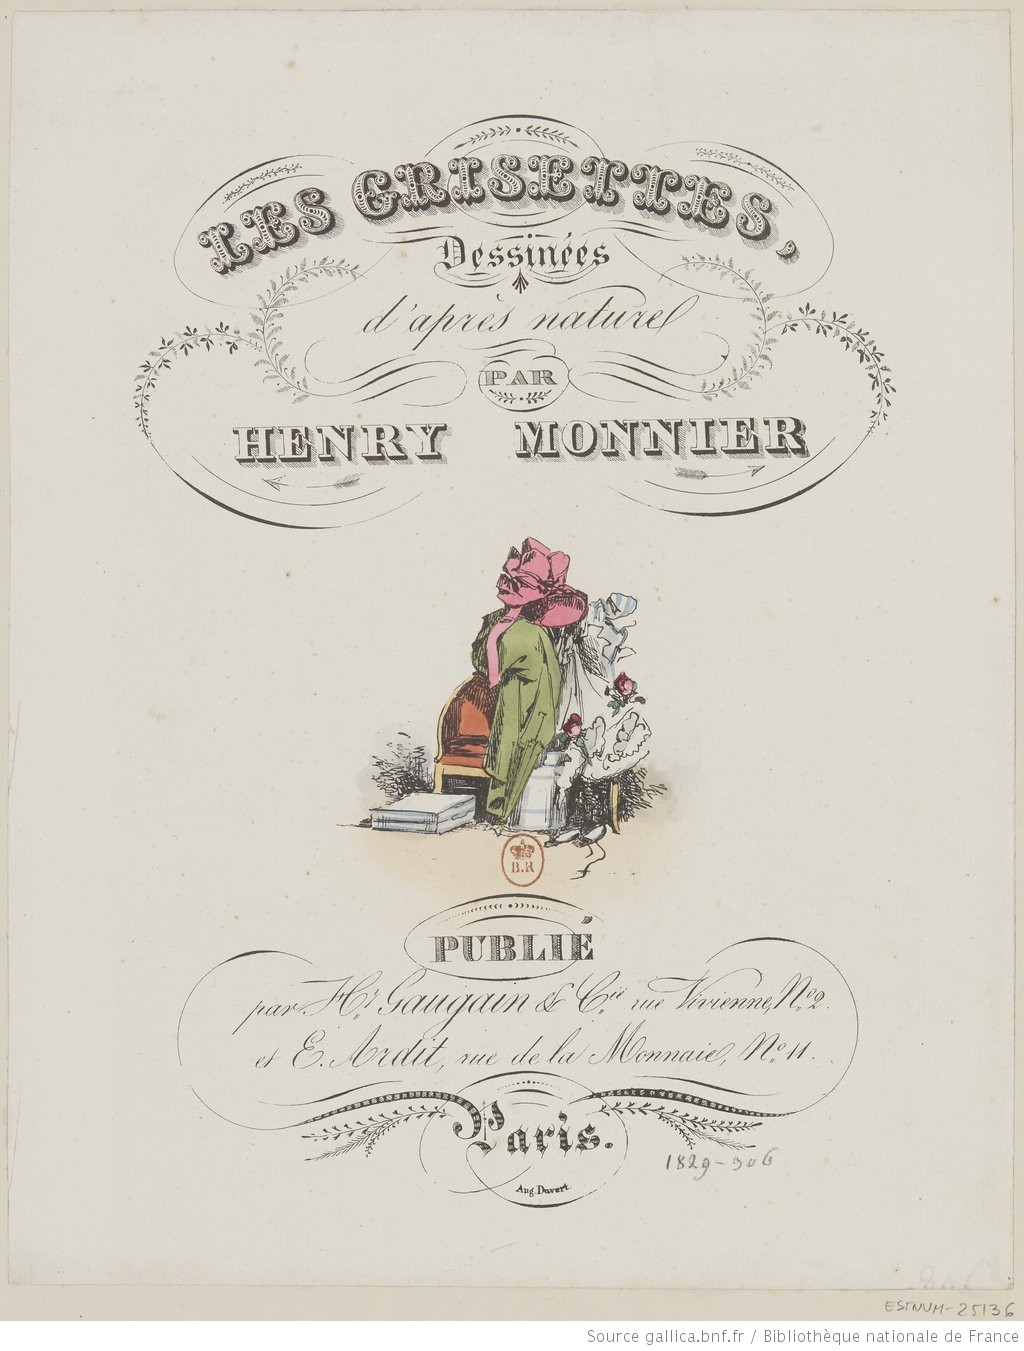 LES GRISETTES,
Dessinées
d'après nature
PAR
HENRY MONNIER
B.R
PUBLIÉ
par Hri Gaugain & Cie rue Vivienne, No 2.
et E. Ardit, rue de la Monnaie, No 11.
Paris.
1829-306
Aug. Duvert.
ESTNUM-25136
Source gallica.bnf.fr / Bibliothèque nationale de France